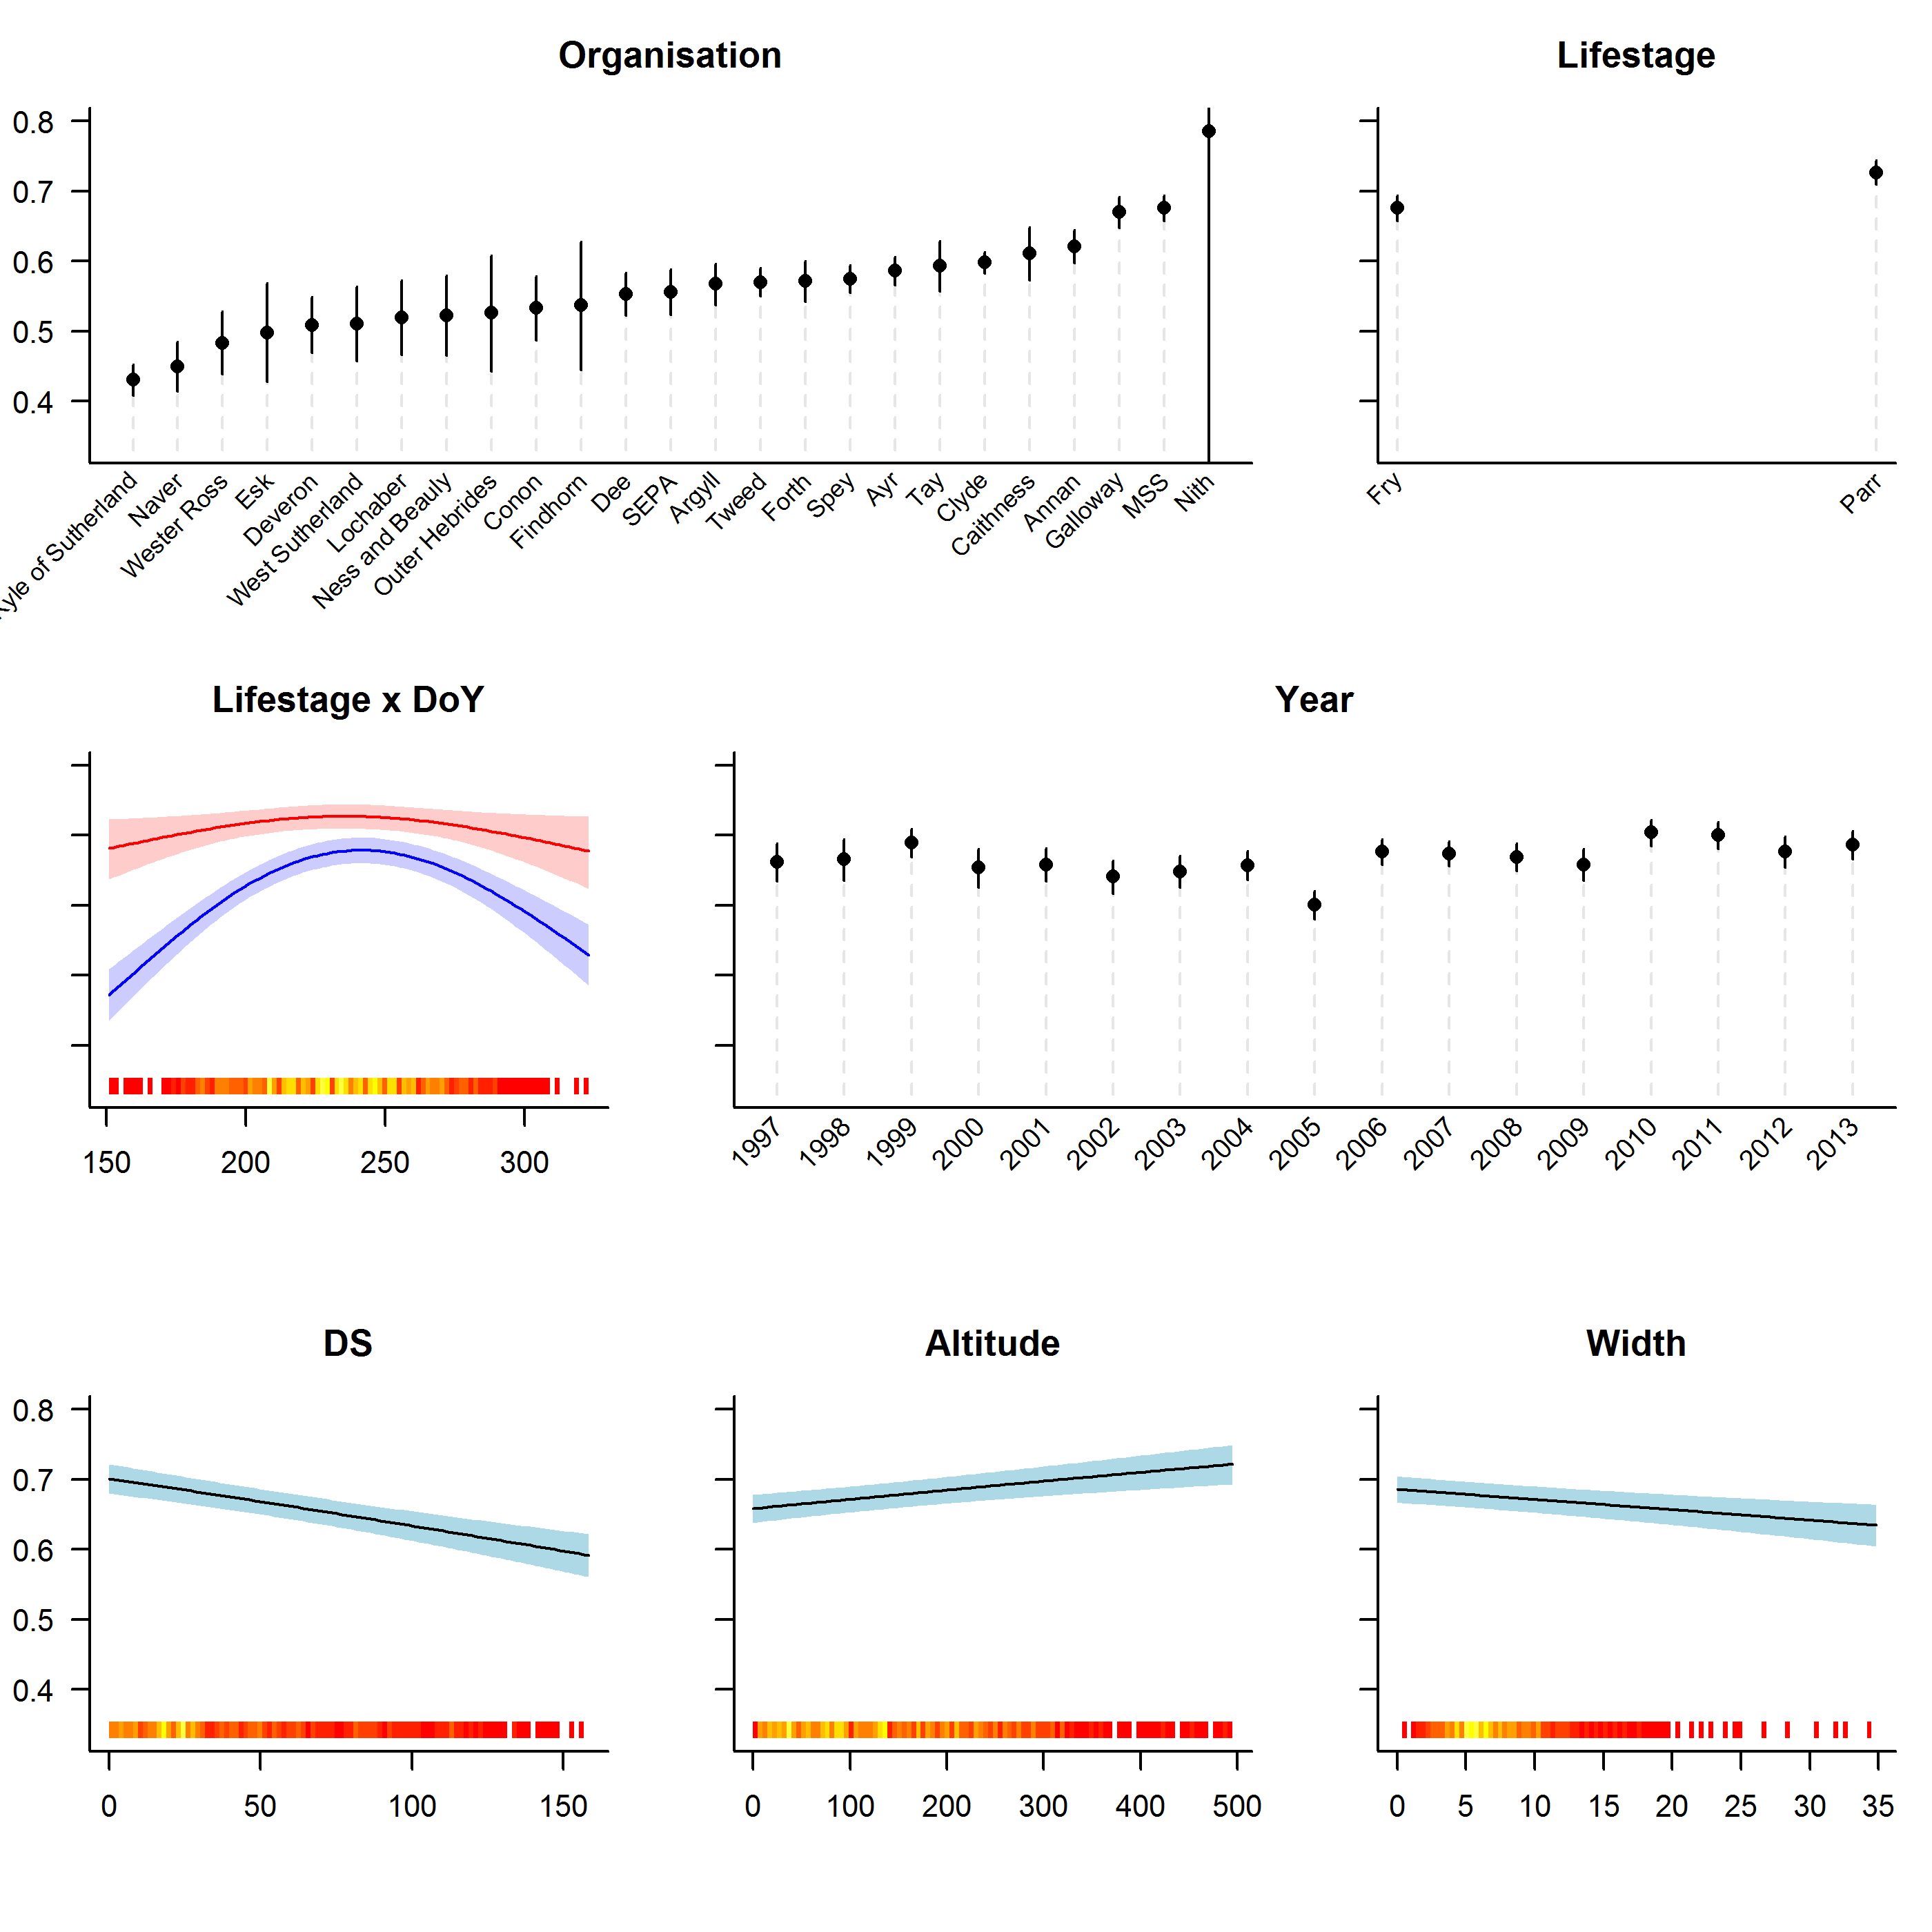 Organisation
Lifestage
0.8
0.7
0.6
0.5
0.4
Kyle of Sutherland
Naver
Wester Ross
Esk
Deveron
West Sutherland
Lochaber
Ness and Beauly
Outer Hebrides
Conon
Findhorn
Dee
SEPA
Argyll
Tweed
Forth
Spey
Ayr
Tay
Clyde
Caithness
Annan
Galloway
MSS
Nith
Fry
Parr
Lifestage x DoY
Year
150 200 250 300
1997
1998
1999
2000
2001
2002
2003
2004
2005
2006
2007
2008
2009
2010
2011
2012
2013
DS
Altitude
Width
0.8
0.7
0.6
0.5
0.4
0 50 100 150
0 100 200 300 400 500
0 5 10 15 20 25 30 35